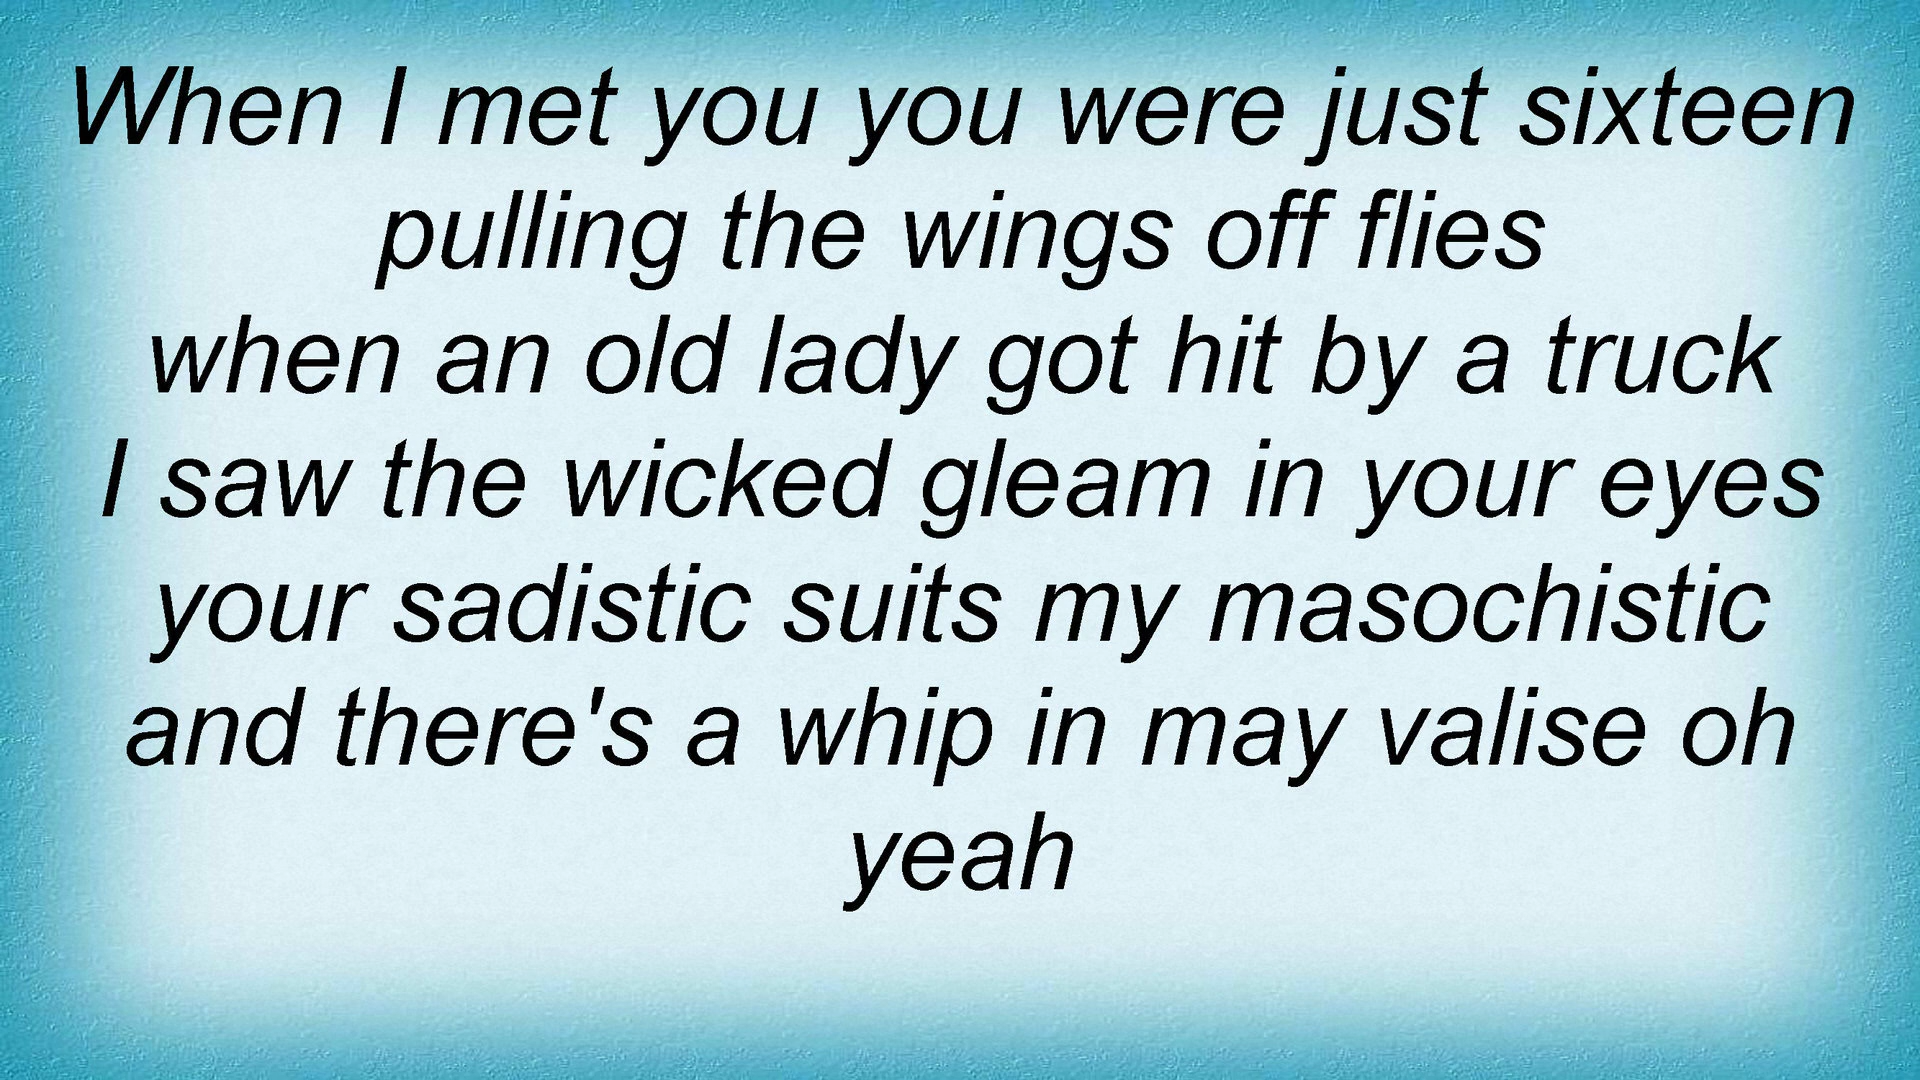 When I met you you were just sixteen
pulling the wings off flies
when an old lady got hit by a truck
I saw the wicked gleam in your eyes
your sadistic suits my masochistic
and there's a whip in may valise oh
yeah